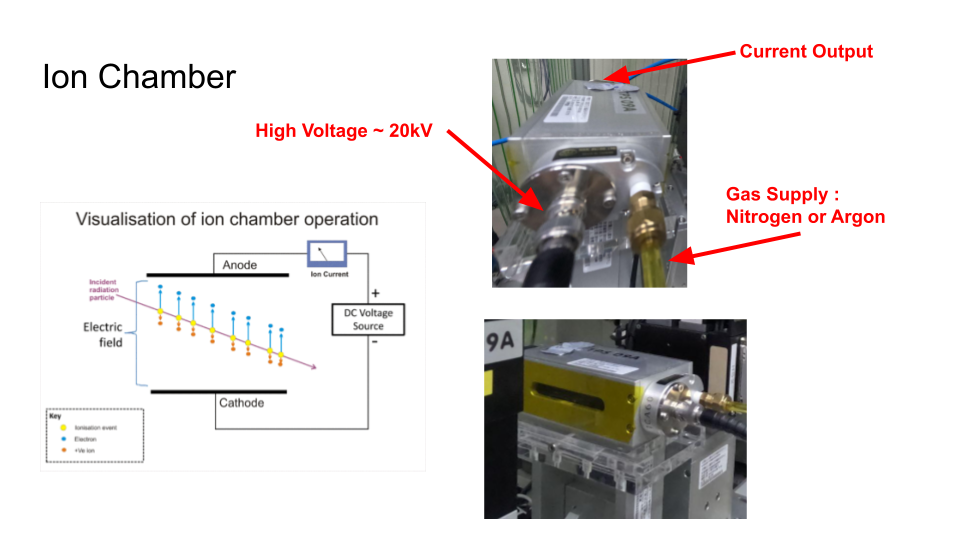 Ion Chamber
Current Output
High Voltage ~ 20kV
Gas Supply :
Nitrogen or Argon
Visualisation of ion chamber operation
Anode
Ion Current
Incident
radiation
particle
+
DC Voltage
Source
-
Electric
field
Cathode
Key
Ionisation event
Electron
+Ve ion
9A